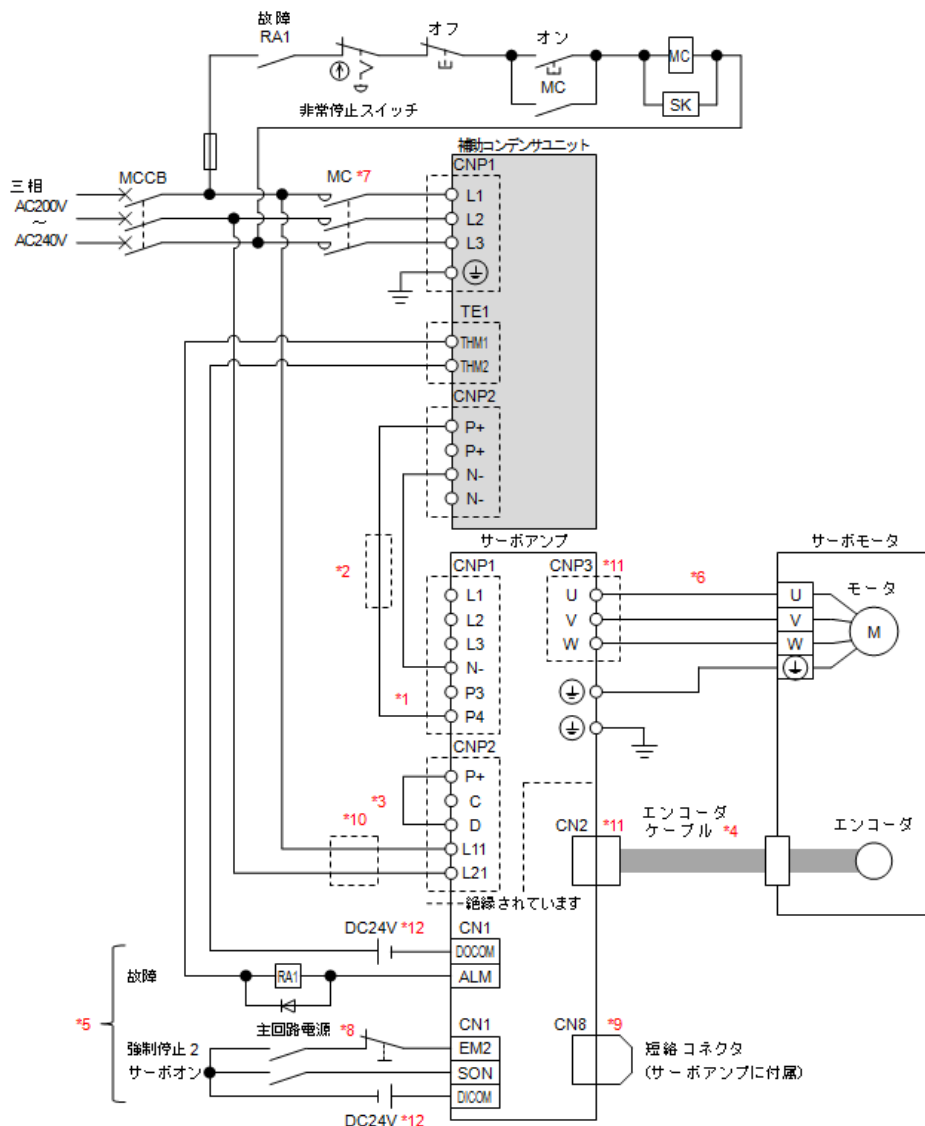 故障
RA1
オフ
オン
MC
MC
SK
非常停止スイッチ
補助コンデンサユニット
三相
AC200V
～
AC240V
MCCB
MC *7
CNP1
L1
L2
L3
TE1
THM1
THM2
CNP2
P+
P+
N-
N-
サーボアンプ
サーボモータ
*2
*1
CNP1
L1
L2
L3
N-
P3
P4
CNP3 *11
U
V
W
*6
U
V
W
モータ
M
CNP2
P+
C
D
L11
L21
*3
*10
絶縁されています
CN2 *11
エンコーダ
ケーブル *4
エンコーダ
DC24V *12
CN1
DOCOM
ALM
故障
RA1
*5
主回路電源 *8
CN1
強制停止2
EM2
サーボオン
SON
DICOM
DC24V *12
CN8 *9
短絡コネクタ
(サーボアンプに付属)